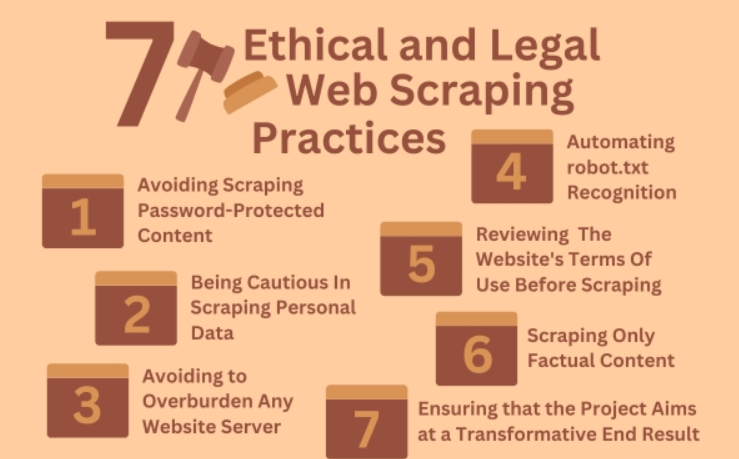 7 Ethical and Legal
Web Scraping
Practices
1
Avoiding Scraping
Password-Protected
Content
2
Being Cautious In
Scraping Personal
Data
3
Avoiding to
Overburden Any
Website Server
4
Automating
robot.txt
Recognition
5
Reviewing The
Website's Terms Of
Use Before Scraping
6
Scraping Only
Factual Content
7
Ensuring that the Project Aims
at a Transformative End Result